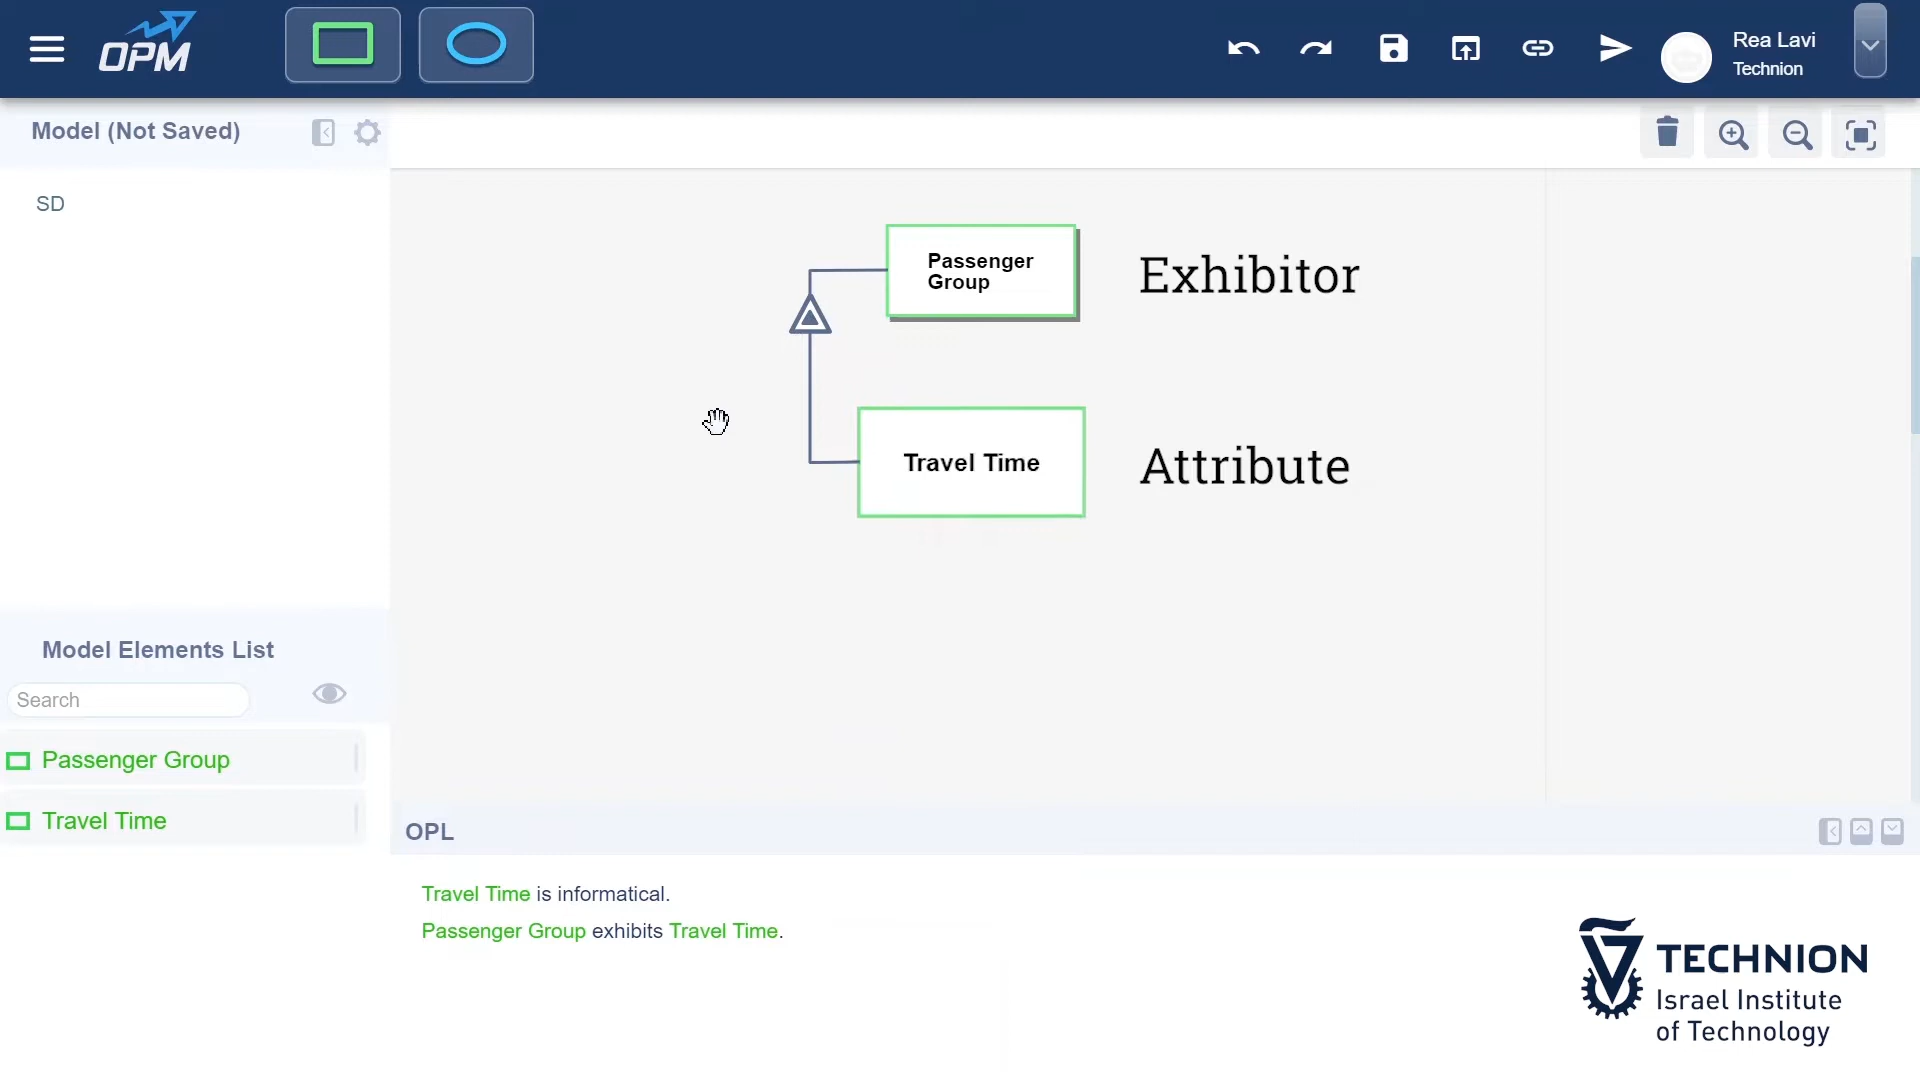 OPM
Rea Lavi
Technion
Model (Not Saved)
SD
Passenger
Group
Exhibitor
Travel Time
Attribute
Model Elements List
Search
Passenger Group
Travel Time
OPL
Travel Time is informatical.
Passenger Group exhibits Travel Time.
TECHNION
Israel Institute
of Technology